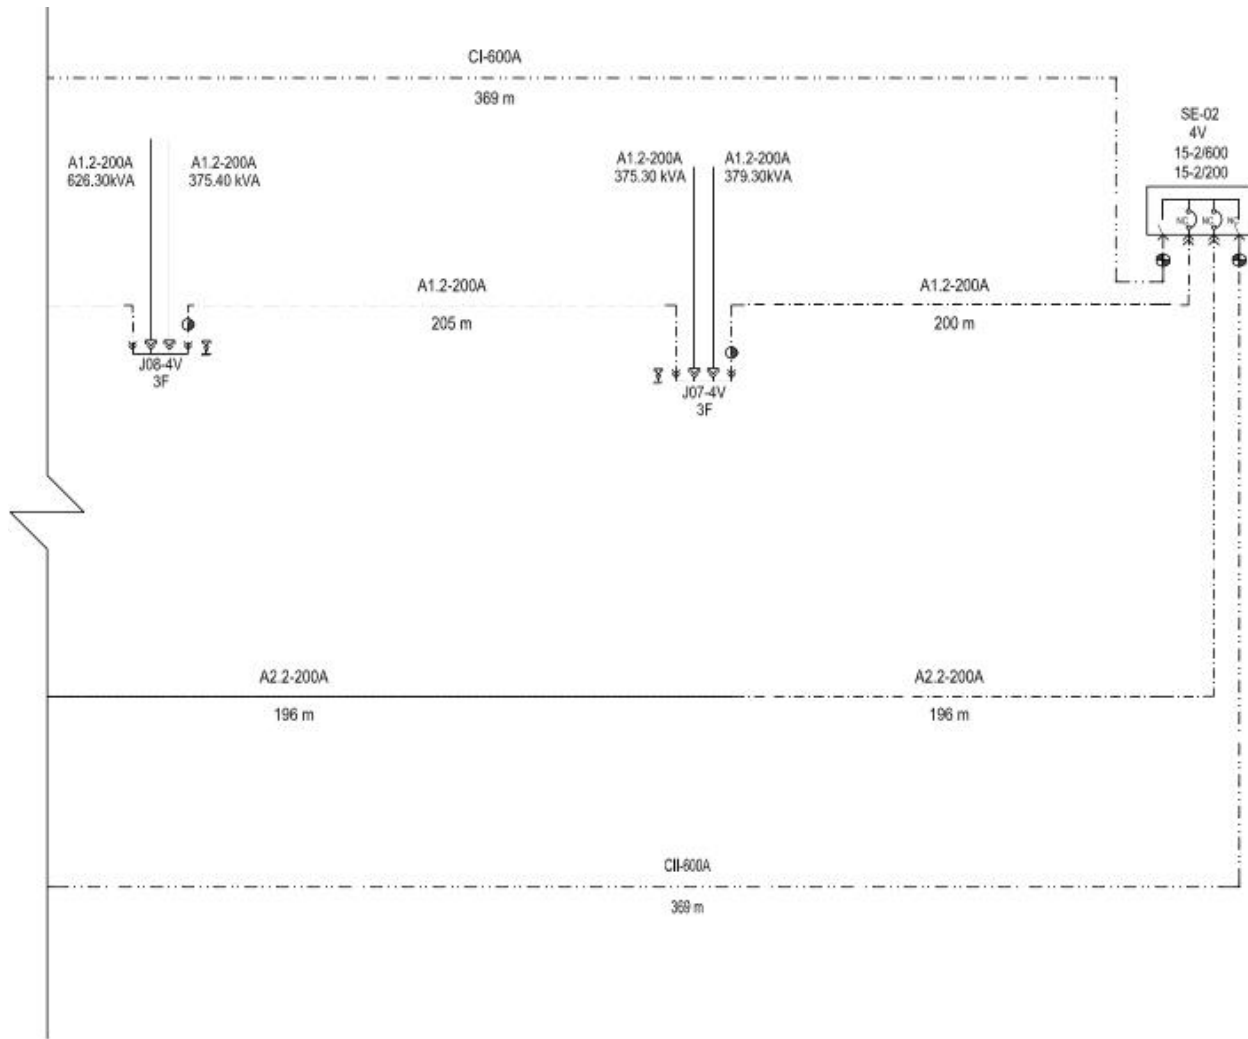 CI-600A
369 m
SE-02
4V
15-2/600
15-2/200
NC NC NC
A1.2-200A
626.30kVA
A1.2-200A
375.40 kVA
A1.2-200A
375.30 kVA
A1.2-200A
379.30kVA
A1.2-200A
205 m
A1.2-200A
200 m
J08-4V
3F
J07-4V
3F
A2.2-200A
196 m
A2.2-200A
196 m
CII-600A
369 m